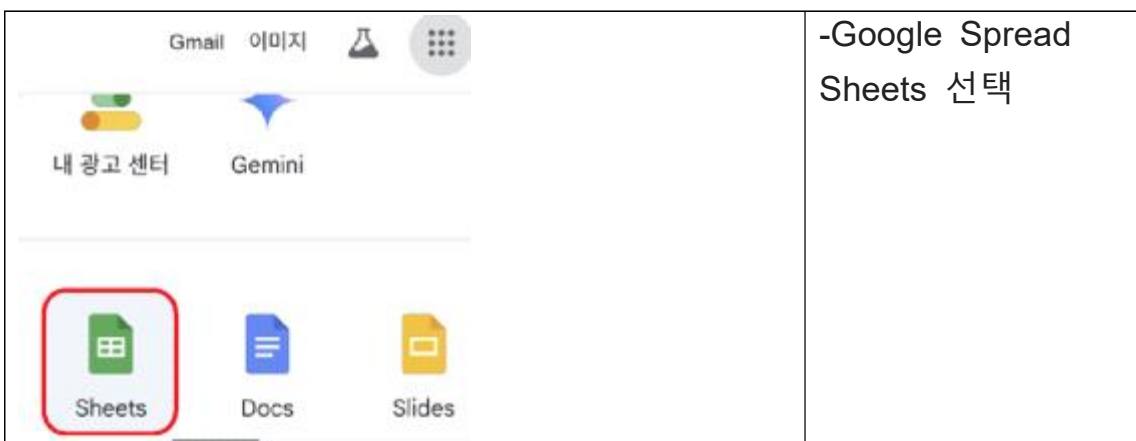 Gmail 이미지
내 광고 센터 Gemini
Sheets Docs Slides
-Google Spread
Sheets 선택